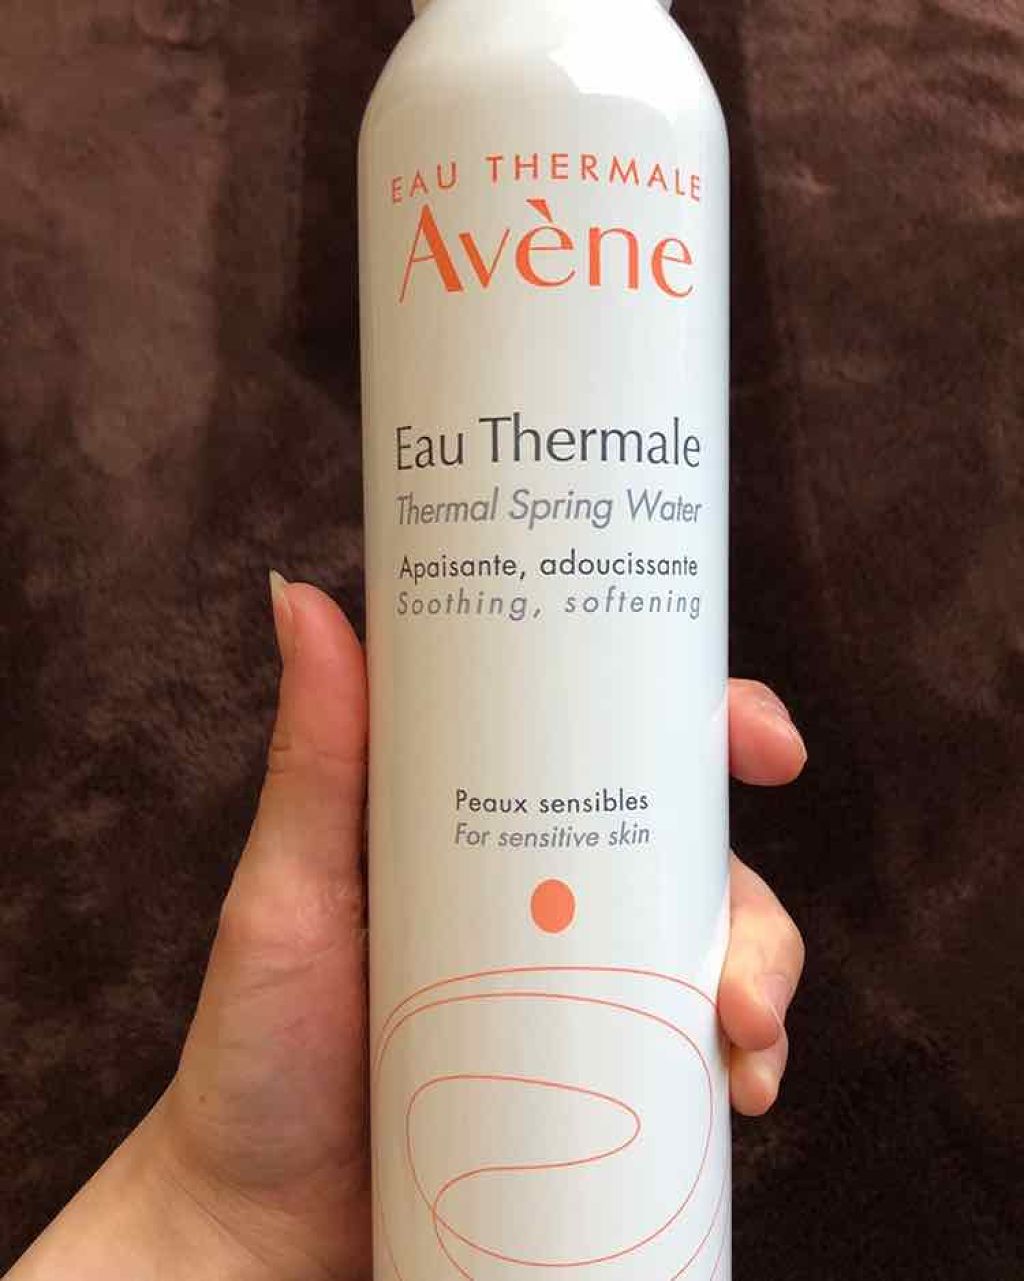 EAU THERMALE
Avène
Eau Thermale
Thermal Spring Water
Apaisante, adoucissante
Soothing, softening
Peaux sensibles
For sensitive skin